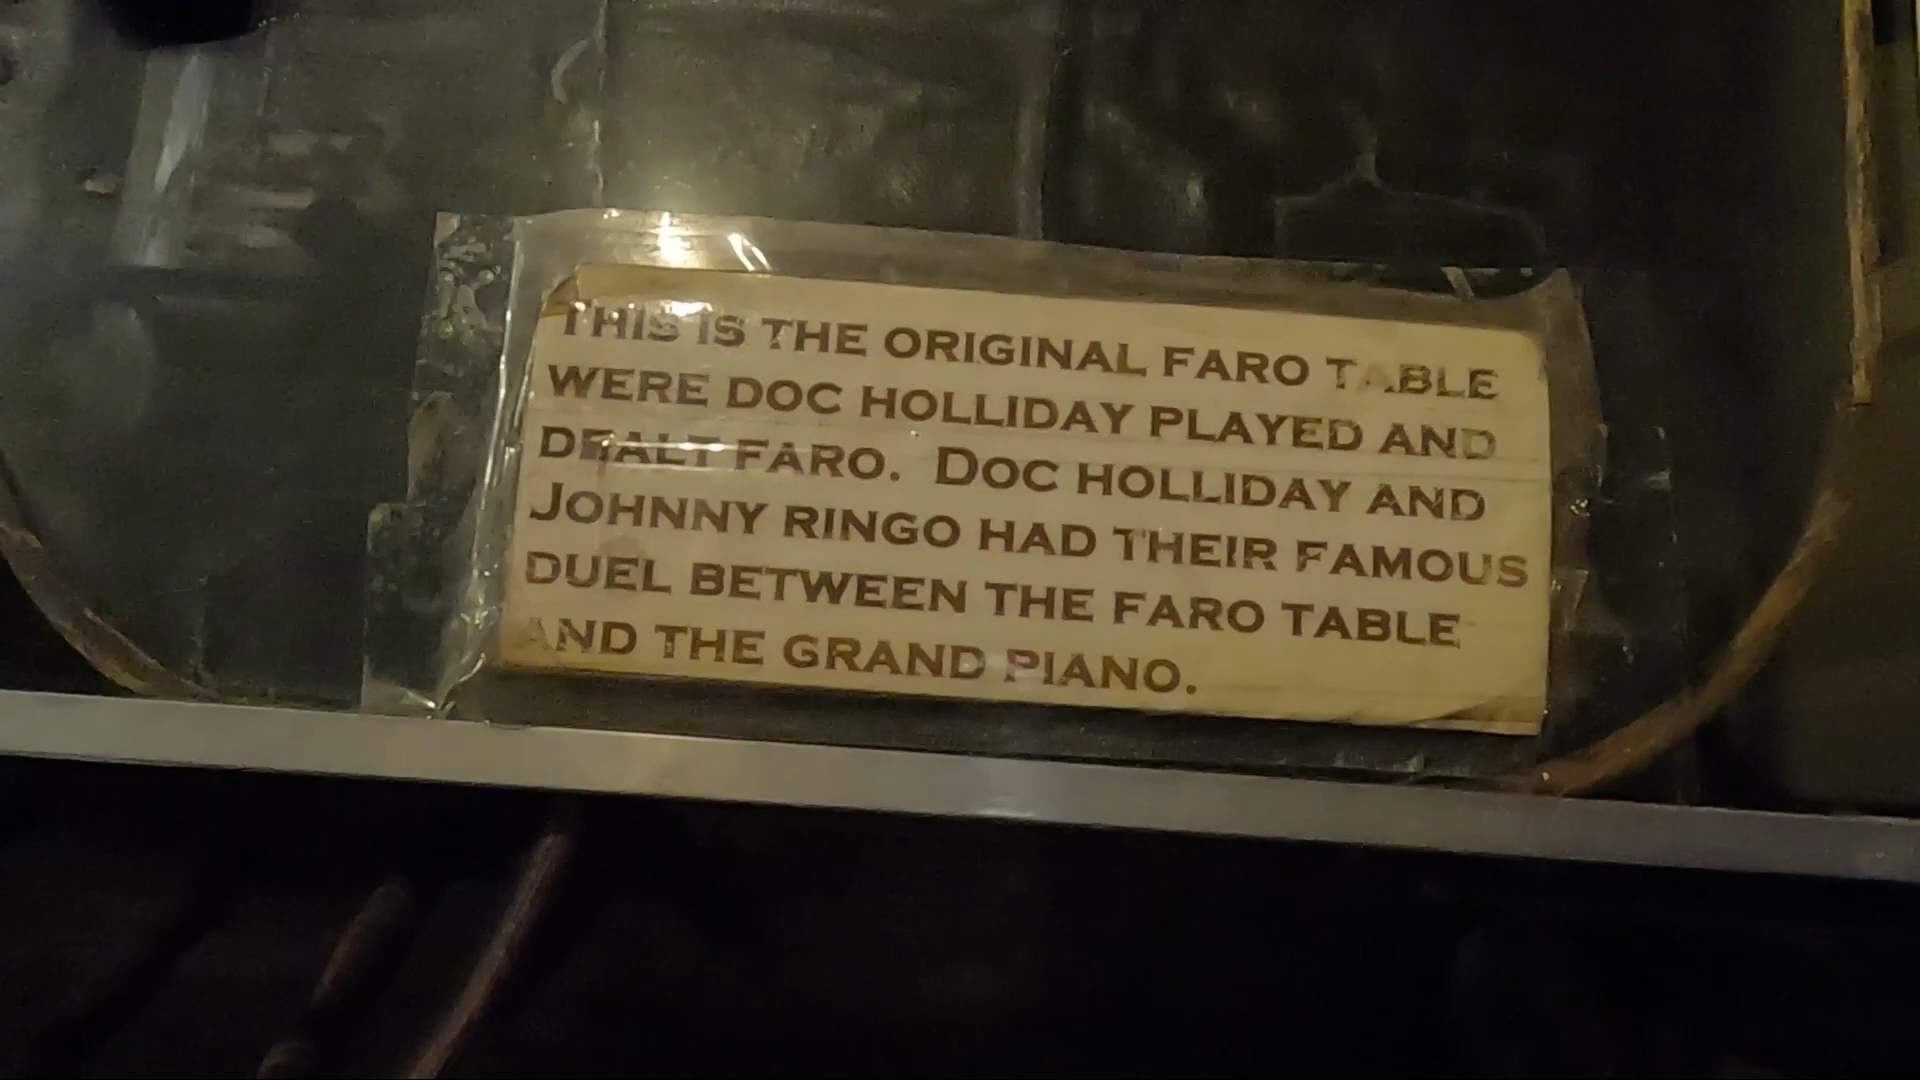 THIS IS THE ORIGINAL FARO TABLE
WERE DOC HOLLIDAY PLAYED AND
DEALT FARO. DOC HOLLIDAY AND
JOHNNY RINGO HAD THEIR FAMOUS
DUEL BETWEEN THE FARO TABLE
AND THE GRAND PIANO.